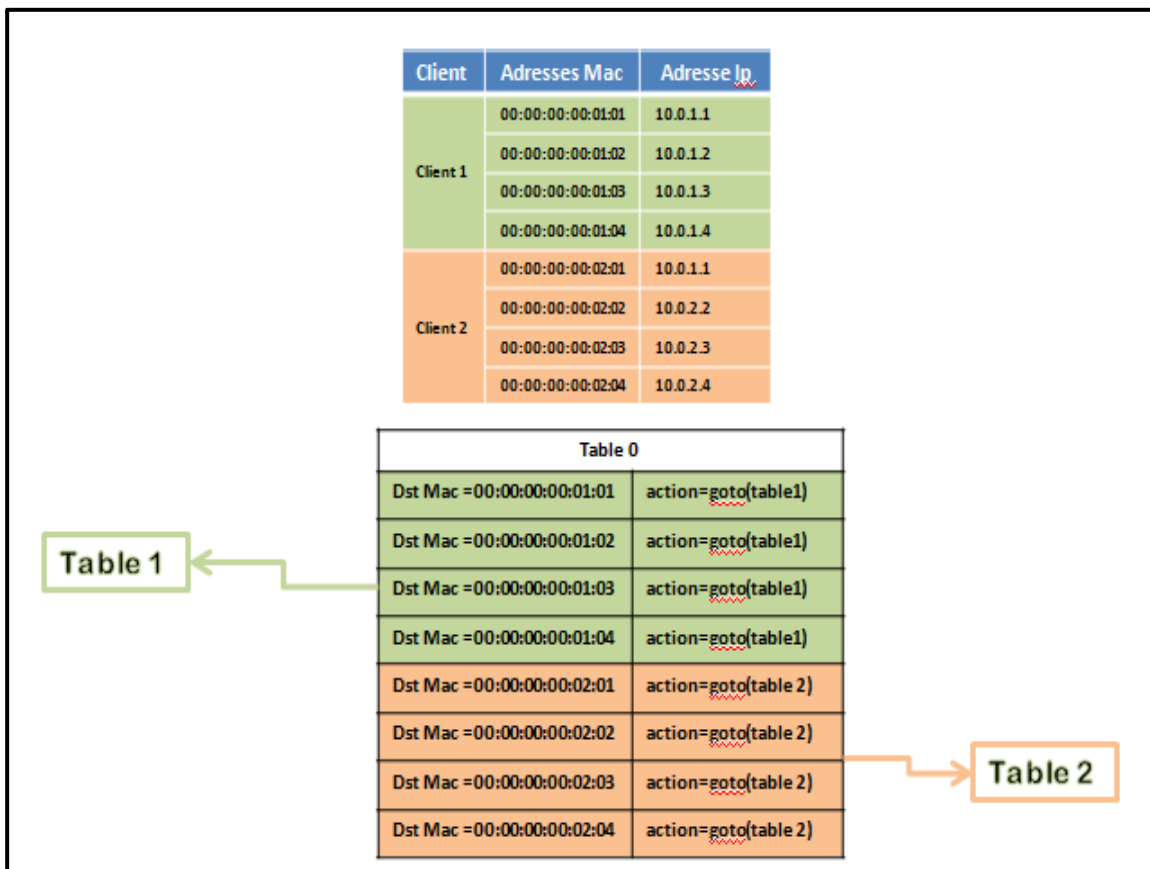 Client Adresses Mac Adresse Ip
Client 1
00:00:00:00:01:01 10.0.1.1
00:00:00:00:01:02 10.0.1.2
00:00:00:00:01:03 10.0.1.3
00:00:00:00:01:04 10.0.1.4
Client 2
00:00:00:00:02:01 10.0.1.1
00:00:00:00:02:02 10.0.2.2
00:00:00:00:02:03 10.0.2.3
00:00:00:00:02:04 10.0.2.4
Table 0
Dst Mac =00:00:00:00:01:01 action=goto(table1)
Dst Mac =00:00:00:00:01:02 action=goto(table1)
Table 1
Dst Mac =00:00:00:00:01:03 action=goto(table1)
Dst Mac =00:00:00:00:01:04 action=goto(table1)
Dst Mac =00:00:00:00:02:01 action=goto(table 2)
Dst Mac =00:00:00:00:02:02 action=goto(table 2)
Dst Mac =00:00:00:00:02:03 action=goto(table 2)
Table 2
Dst Mac =00:00:00:00:02:04 action=goto(table 2)